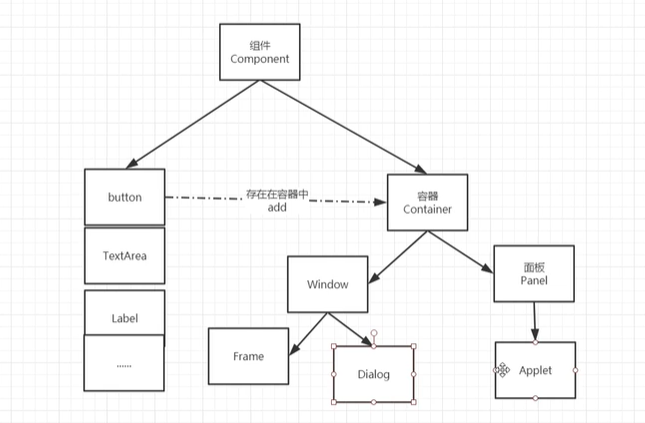 组件
Component
button
存在在容器中
add
容器
Container
TextArea
Window
面板
Panel
Label
Frame
Dialog
Applet
......